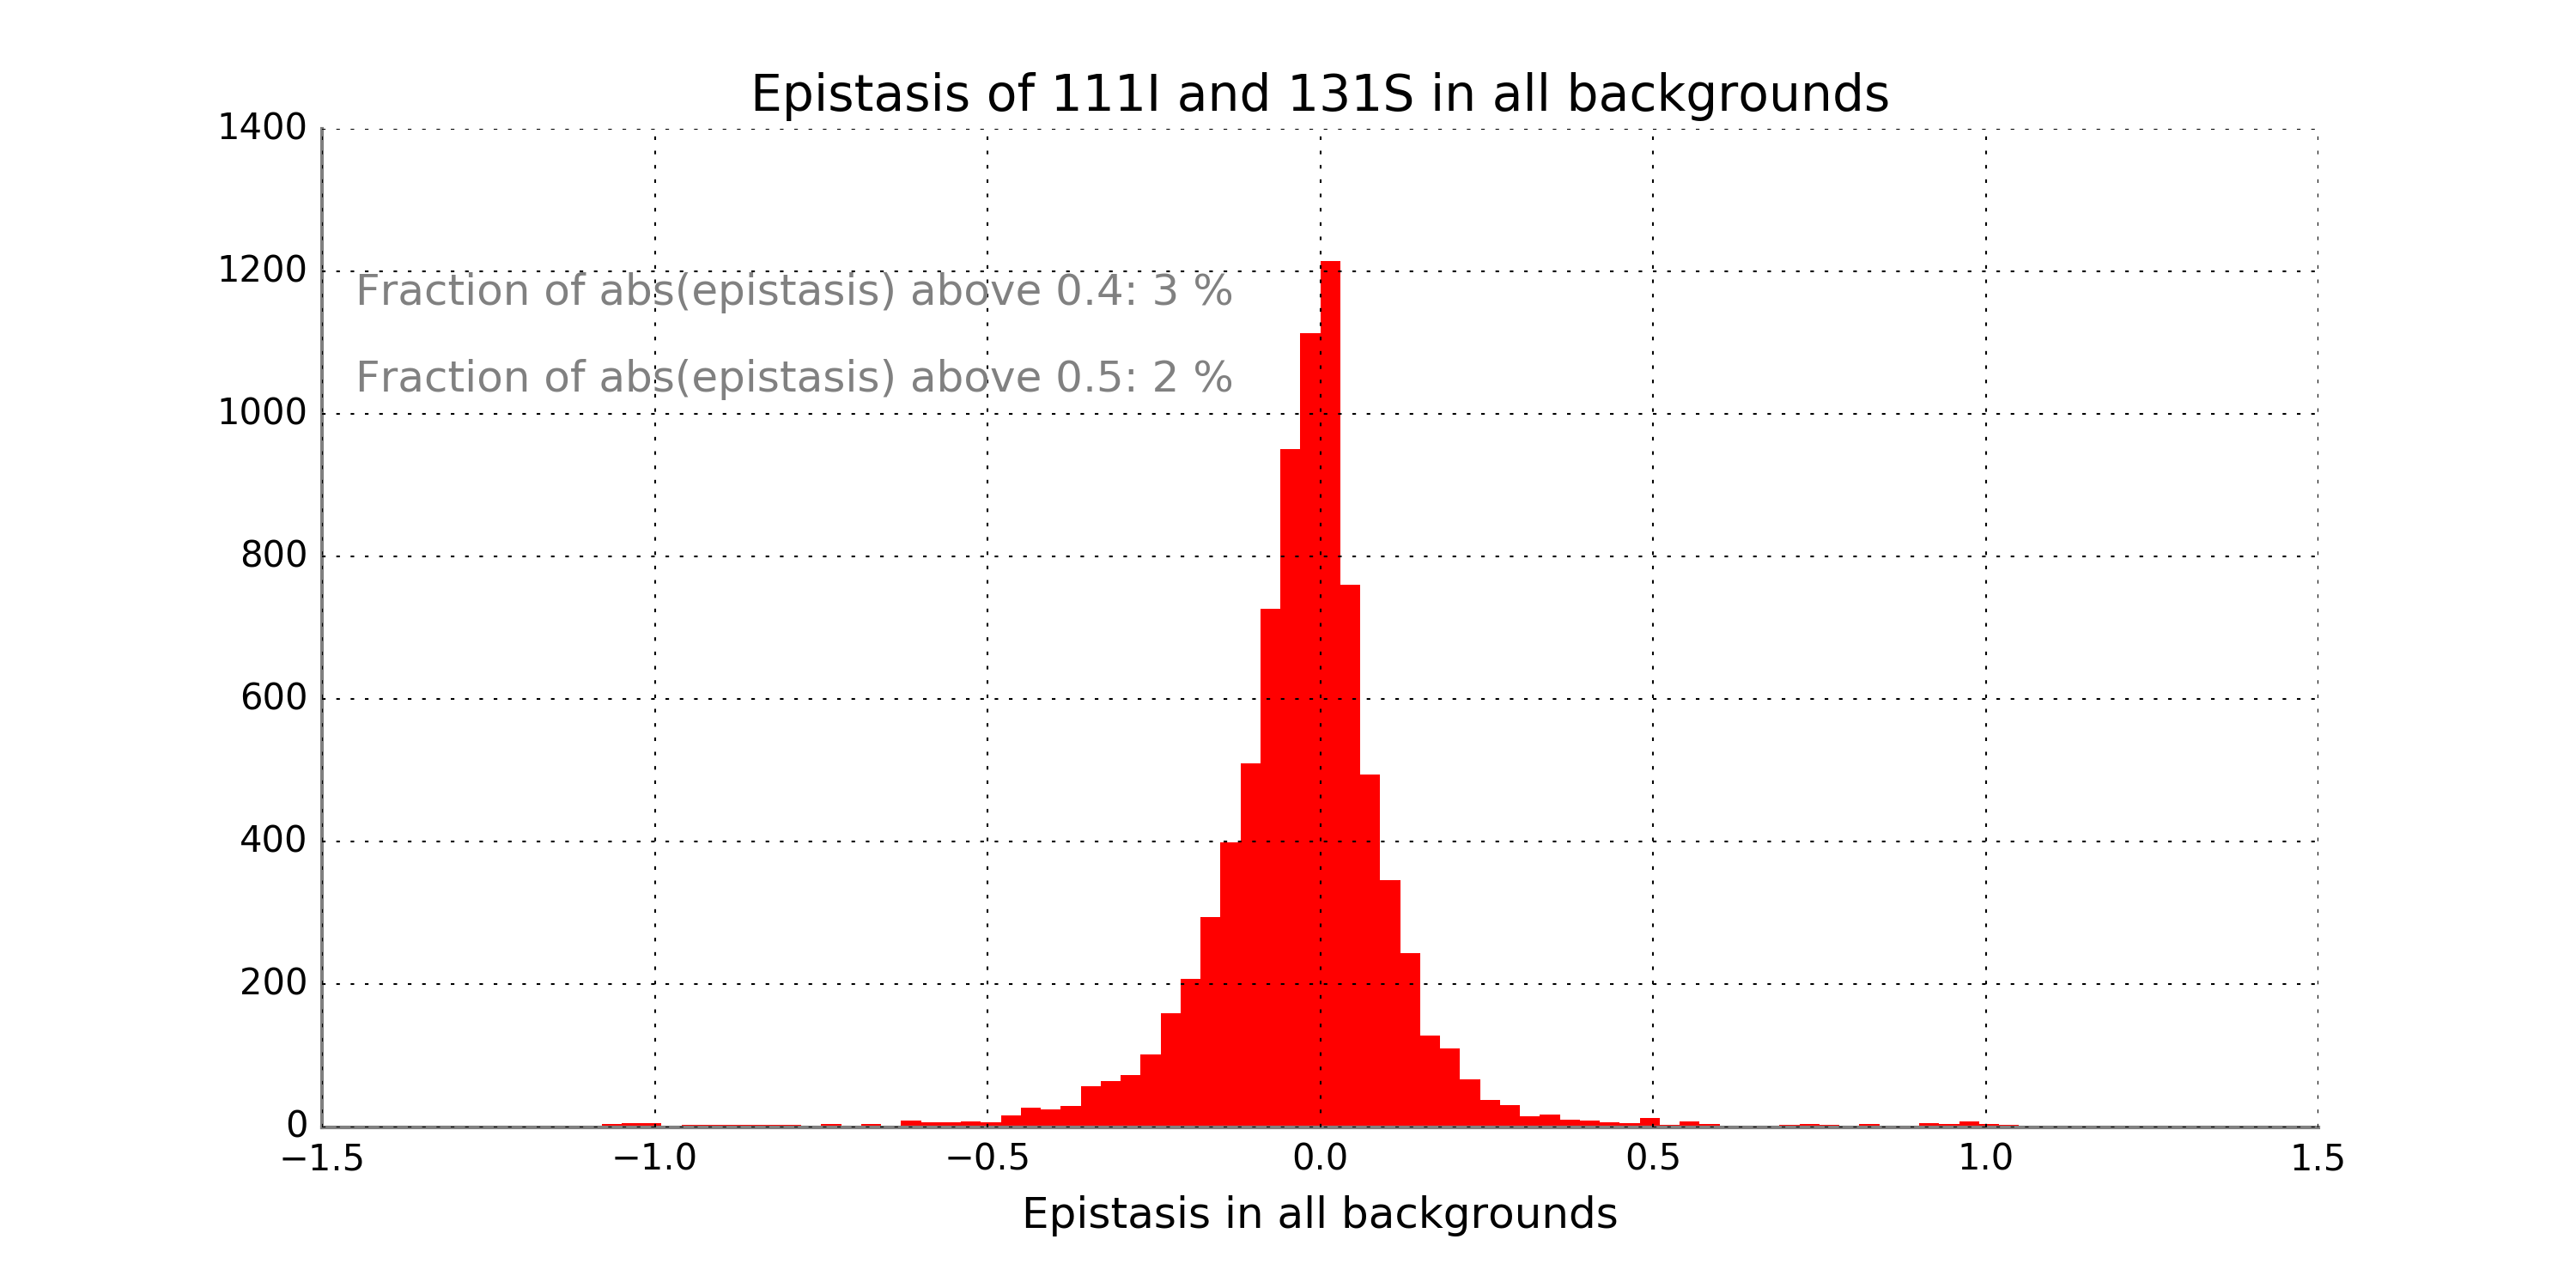 Epistasis of 111I and 131S in all backgrounds
1400
1200
Fraction of abs(epistasis) above 0.4: 3 %
Fraction of abs(epistasis) above 0.5: 2 %
1000
800
600
400
200
0
−1.5 −1.0 −0.5 0.0 0.5 1.0 1.5
Epistasis in all backgrounds